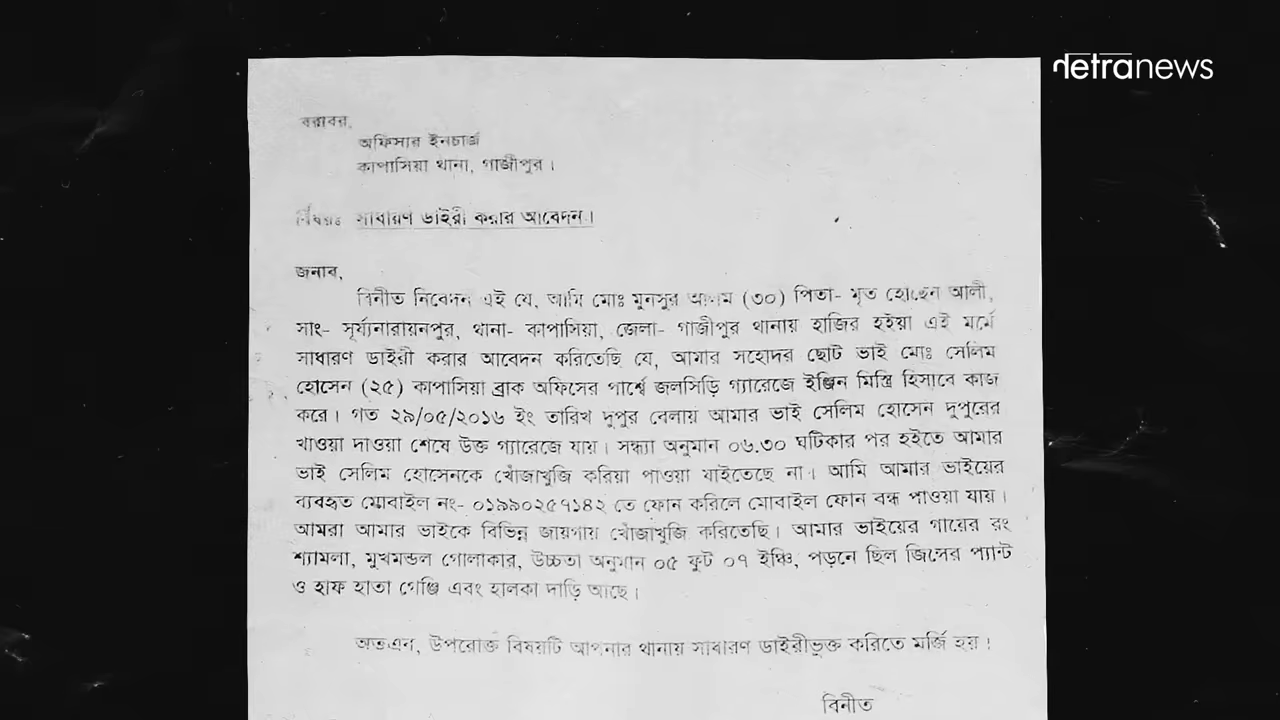 netranews
বরাবর,
অফিসার ইনচার্জ
কাপাসিয়া থানা, গাজীপুর।
বিষয়ঃ সাধারণ ডাইরী করার আবেদন।
জনাব,
বিনীত নিবেদন এই যে, আমি মোঃ মুনসুর আলম (৩০) পিতা- মৃত হোছেন আলী,
সাং- সূর্য্যনারায়নপুর, থানা- কাপাসিয়া, জেলা- গাজীপুর থানায় হাজির হইয়া এই মর্মে
সাধারণ ডাইরী করার আবেদন করিতেছি যে, আমার সহোদর ছোট ভাই মোঃ সেলিম
হোসেন (২৫) কাপাসিয়া ব্রাক অফিসের পার্শ্বে জলসিড়ি গ্যারেজে ইঞ্জিন মিস্ত্রি হিসাবে কাজ
করে। গত ২৯/০৫/২০১৬ ইং তারিখ দুপুর বেলায় আমার ভাই সেলিম হোসেন দুপুরের
খাওয়া দাওয়া শেষে উক্ত গ্যারেজে যায়। সন্ধ্যা অনুমান ০৬.৩০ ঘটিকার পর হইতে আমার
ভাই সেলিম হোসেনকে খোঁজাখুজি করিয়া পাওয়া যাইতেছে না। আমি আমার ভাইয়ের
ব্যবহৃত মোবাইল নং- ০১৯৯০২৫৭১৪২ তে ফোন করিলে মোবাইল ফোন বন্ধ পাওয়া যায়।
আমরা আমার ভাইকে বিভিন্ন জায়গায় খোঁজাখুজি করিতেছি। আমার ভাইয়ের গায়ের রং
শ্যামলা, মুখমন্ডল গোলাকার, উচ্চতা অনুমান ০৫ ফুট ০৭ ইঞ্চি, পড়নে ছিল জিন্সের প্যান্ট
ও হাফ হাতা গেঞ্জি এবং হালকা দাড়ি আছে।
অতএন, উপরোক্ত বিষয়টি আপনার থানায় সাধারণ ডাইরীভুক্ত করিতে মর্জি হয়।
বিনীত